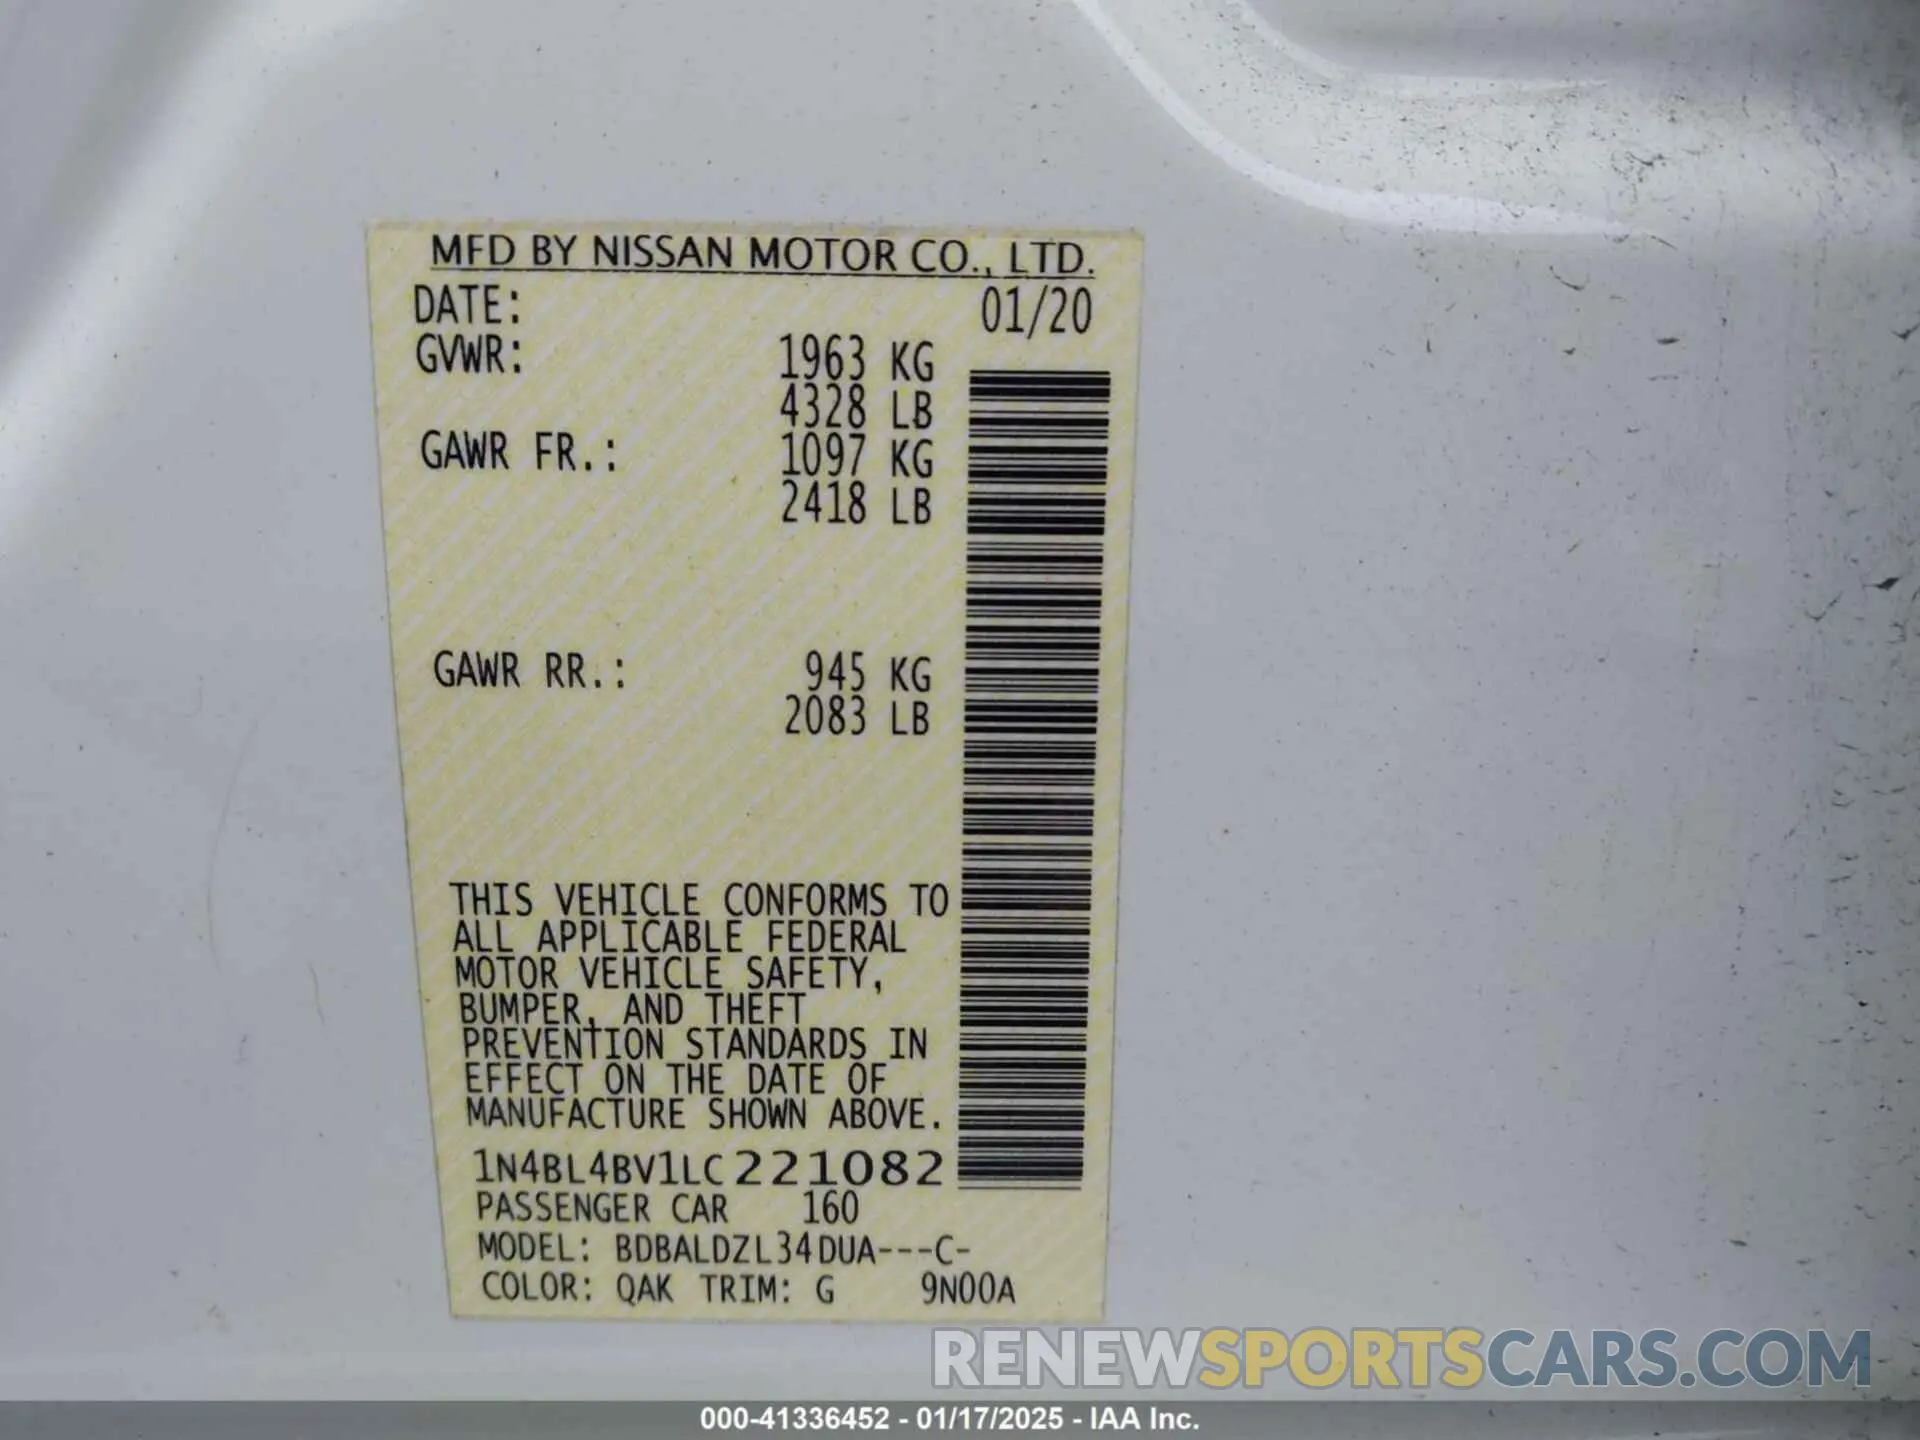 MFD BY NISSAN MOTOR CO., LTD.
DATE: 01/20
GVWR: 1963 KG
4328 LB
GAWR FR.: 1097 KG
2418 LB
GAWR RR.: 945 KG
2083 LB
THIS VEHICLE CONFORMS TO
ALL APPLICABLE FEDERAL
MOTOR VEHICLE SAFETY,
BUMPER, AND THEFT
PREVENTION STANDARDS IN
EFFECT ON THE DATE OF
MANUFACTURE SHOWN ABOVE.
1N4BL4BV1LC221082
PASSENGER CAR 160
MODEL: BDBALDZL34DUA---C-
COLOR: QAK TRIM: G 9N00A
RENEWSPORTSCARS.COM
000-41336452 - 01/17/2025 - IAA Inc.